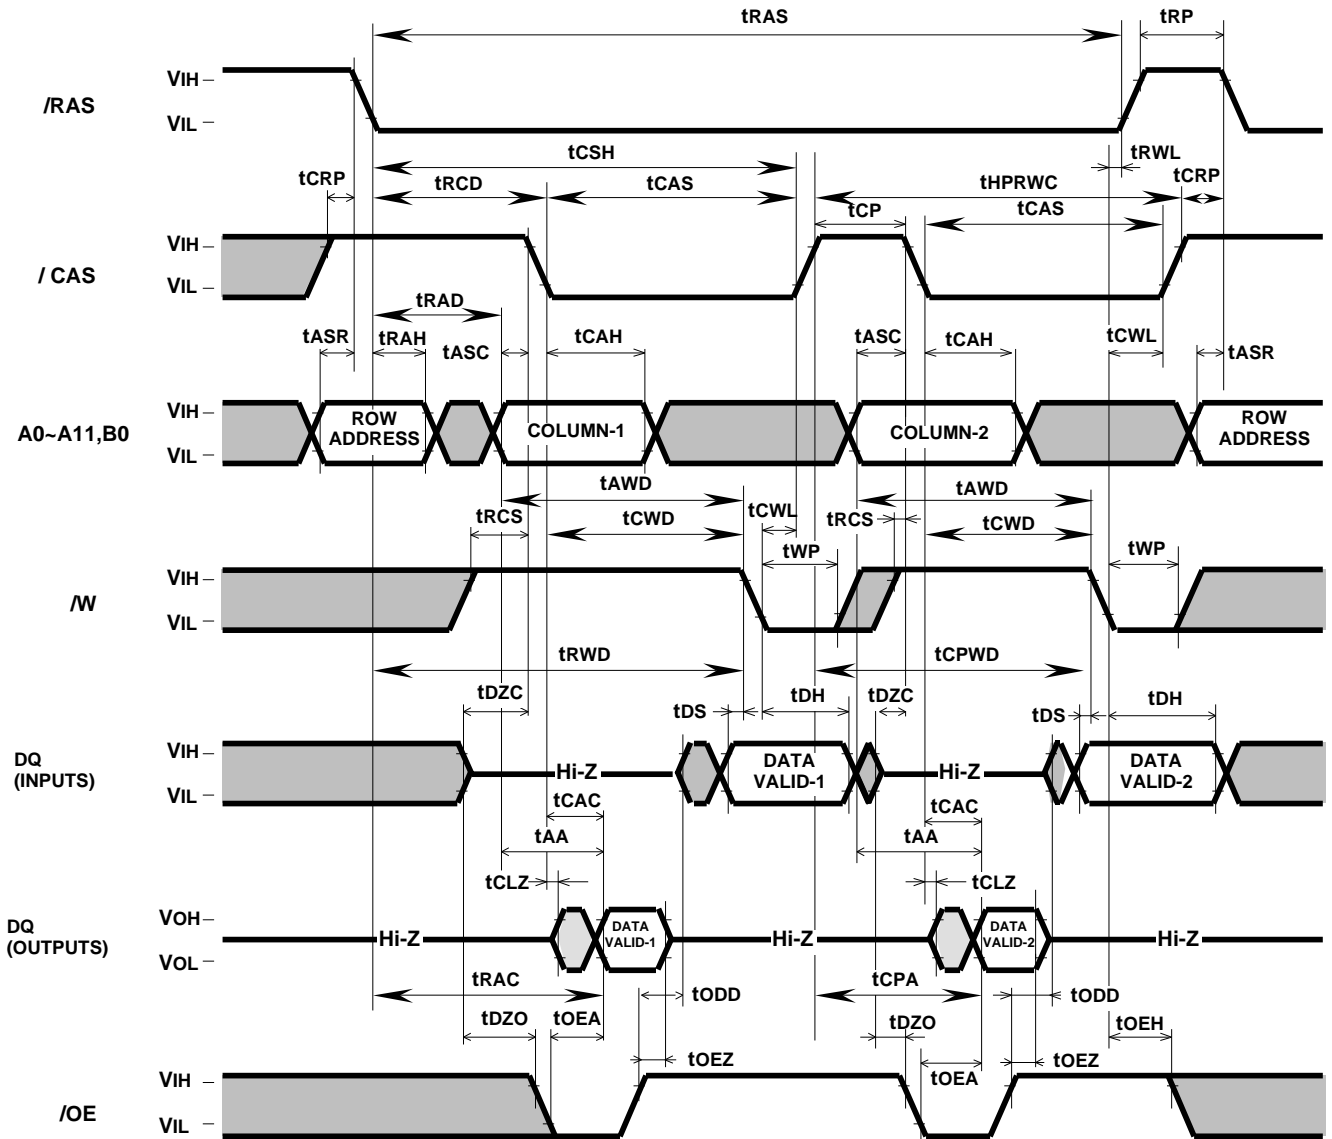 tRAS
tRP
/RAS
VIH
VIL
tCSH
tRWL
tCRP
tRCD
tCAS
tHPRWC
tCRP
tCP
tCAS
/ CAS
VIH
VIL
tRAD
tASR
tRAH
tASC
tCAH
tASC
tCAH
tCWL
tASR
A0~A11,B0
VIH
VIL
ROW
ADDRESS
COLUMN-1
COLUMN-2
ROW
ADDRESS
tAWD
tCWL
tAWD
tRCS
tCWD
tRCS
tCWD
tWP
tWP
/W
VIH
VIL
tRWD
tCPWD
tDZC
tDS
tDH
tDZC
tDS
tDH
DQ
(INPUTS)
VIH
VIL
Hi-Z
DATA
VALID-1
Hi-Z
DATA
VALID-2
tCAC
tCAC
tAA
tAA
tCLZ
tCLZ
DQ
(OUTPUTS)
VOH
VOL
Hi-Z
DATA
VALID-1
Hi-Z
DATA
VALID-2
Hi-Z
tRAC
tODD
tCPA
tODD
tDZO
tOEA
tDZO
tOEH
tOEZ
tOEA
tOEZ
/OE
VIH
VIL